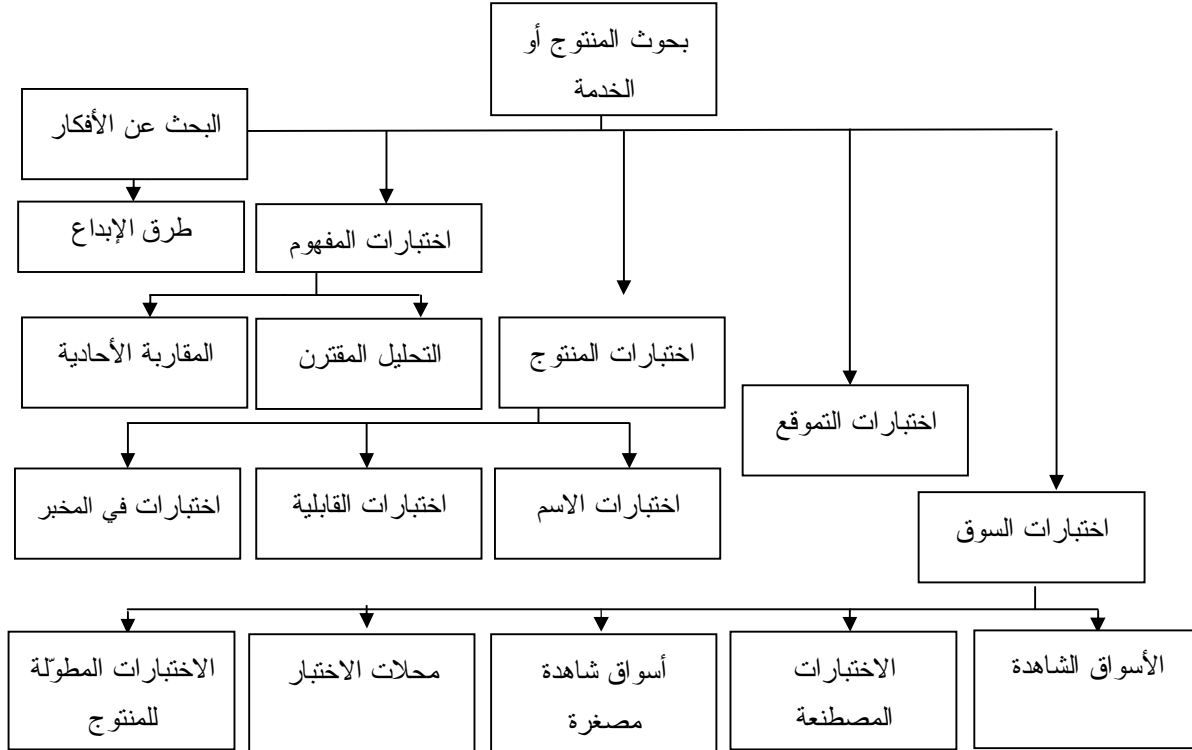 بحوث المنتوج أو
الخدمة
البحث عن الأفكار
طرق الإبداع
اختبارات المفهوم
المقاربة الأحادية
التحليل المقترن
اختبارات المنتوج
اختبارات التموقع
اختبارات في المخبر
اختبارات القابلية
اختبارات الاسم
اختبارات السوق
الأسواق الشاهدة
الاختبارات
المصطنعة
أسواق شاهدة
مصغرة
محلات الاختبار
الاختبارات المطوّلة
للمنتوج